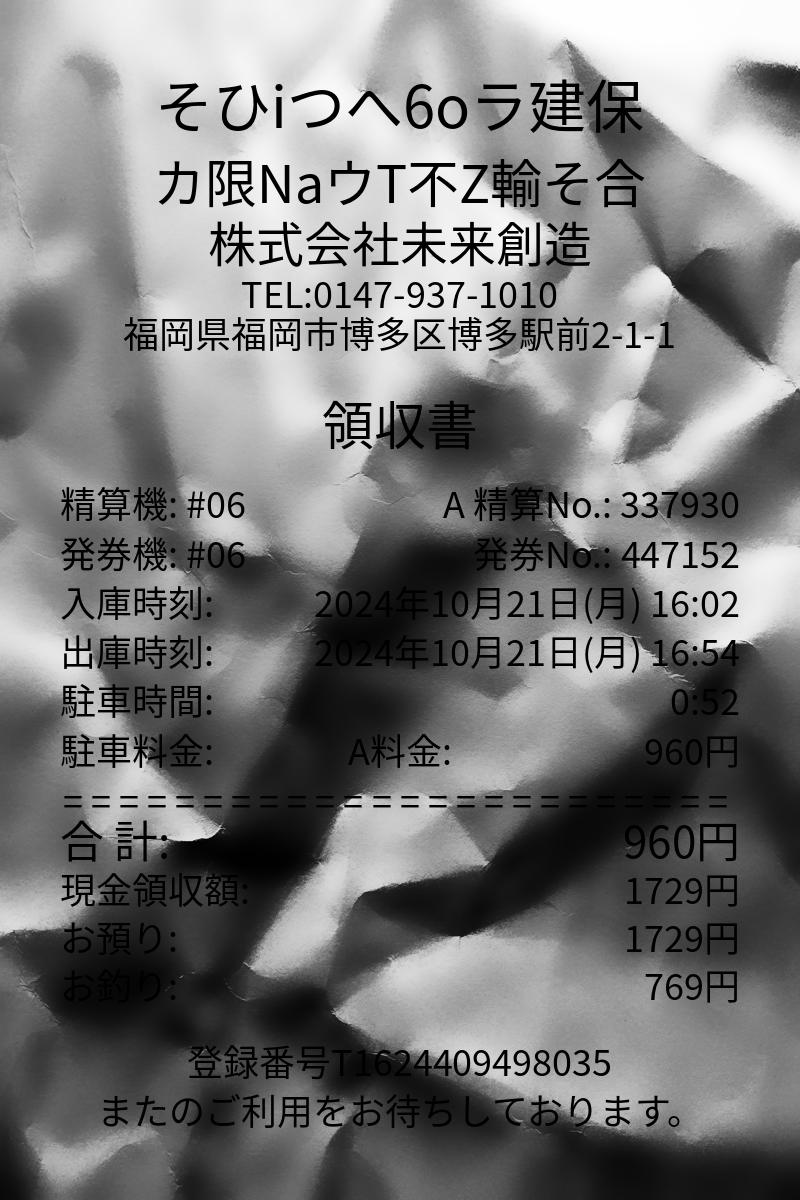 そひiつへ6oラ建保
カ限NaウT不Z輸そ合
株式会社未来創造
TEL:0147-937-1010
福岡県福岡市博多区博多駅前2-1-1
領収書
精算機: #06 A 精算No.: 337930
発券機: #06 発券No.: 447152
入庫時刻: 2024年10月21日(月) 16:02
出庫時刻: 2024年10月21日(月) 16:54
駐車時間: 0:52
駐車料金: A料金: 960円
========================
合 計: 960円
現金領収額: 1729円
お預り: 1729円
お釣り: 769円
登録番号T1624409498035
またのご利用をお待ちしております。